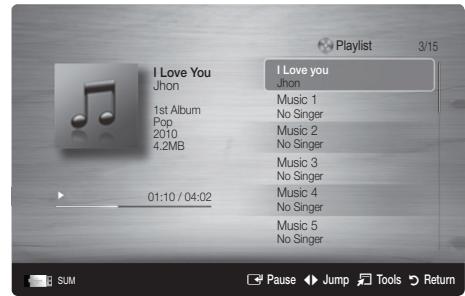 Playlist 3/15
I Love You
Jhon
1st Album
Pop
2010
4.2MB
01:10 / 04:02
I Love you
Jhon
Music 1
No Singer
Music 2
No Singer
Music 3
No Singer
Music 4
No Singer
Music 5
No Singer
SUM Pause Jump Tools Return